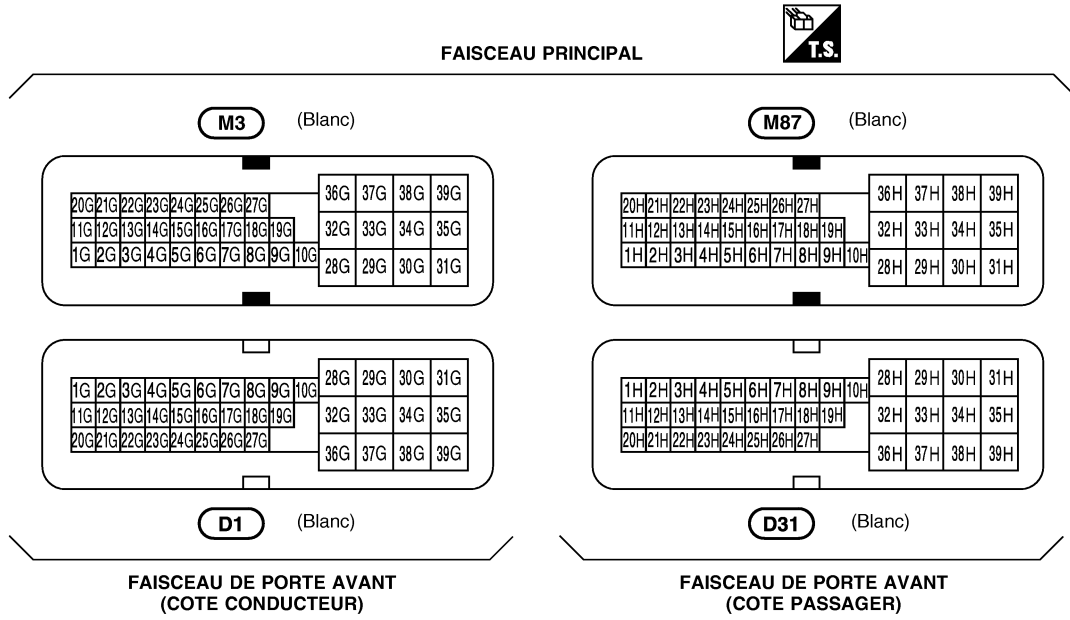 T.S.
FAISCEAU PRINCIPAL
M3 (Blanc)
20G 21G 22G 23G 24G 25G 26G 27G
11G 12G 13G 14G 15G 16G 17G 18G 19G
1G 2G 3G 4G 5G 6G 7G 8G 9G 10G
36G 37G 38G 39G
32G 33G 34G 35G
28G 29G 30G 31G
M87 (Blanc)
20H 21H 22H 23H 24H 25H 26H 27H
11H 12H 13H 14H 15H 16H 17H 18H 19H
1H 2H 3H 4H 5H 6H 7H 8H 9H 10H
36H 37H 38H 39H
32H 33H 34H 35H
28H 29H 30H 31H
1G 2G 3G 4G 5G 6G 7G 8G 9G 10G
11G 12G 13G 14G 15G 16G 17G 18G 19G
20G 21G 22G 23G 24G 25G 26G 27G
28G 29G 30G 31G
32G 33G 34G 35G
36G 37G 38G 39G
D1 (Blanc)
FAISCEAU DE PORTE AVANT
(COTE CONDUCTEUR)
1H 2H 3H 4H 5H 6H 7H 8H 9H 10H
11H 12H 13H 14H 15H 16H 17H 18H 19H
20H 21H 22H 23H 24H 25H 26H 27H
28H 29H 30H 31H
32H 33H 34H 35H
36H 37H 38H 39H
D31 (Blanc)
FAISCEAU DE PORTE AVANT
(COTE PASSAGER)